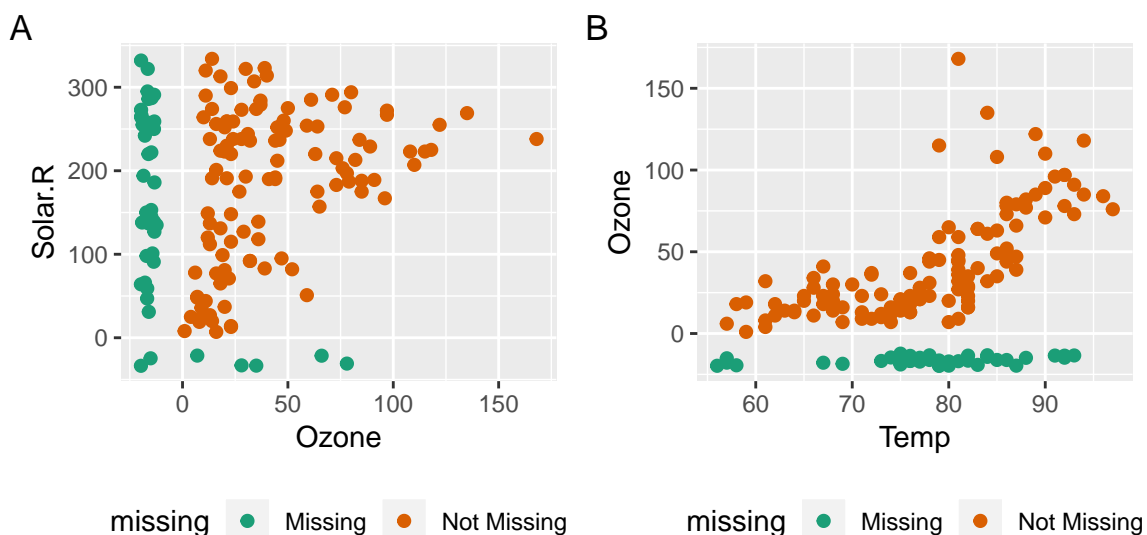 A
Solar.R
300
200
100
0
0 50 100 150
Ozone
missing Missing Not Missing
B
Ozone
150
100
50
0
60 70 80 90
Temp
missing Missing Not Missing